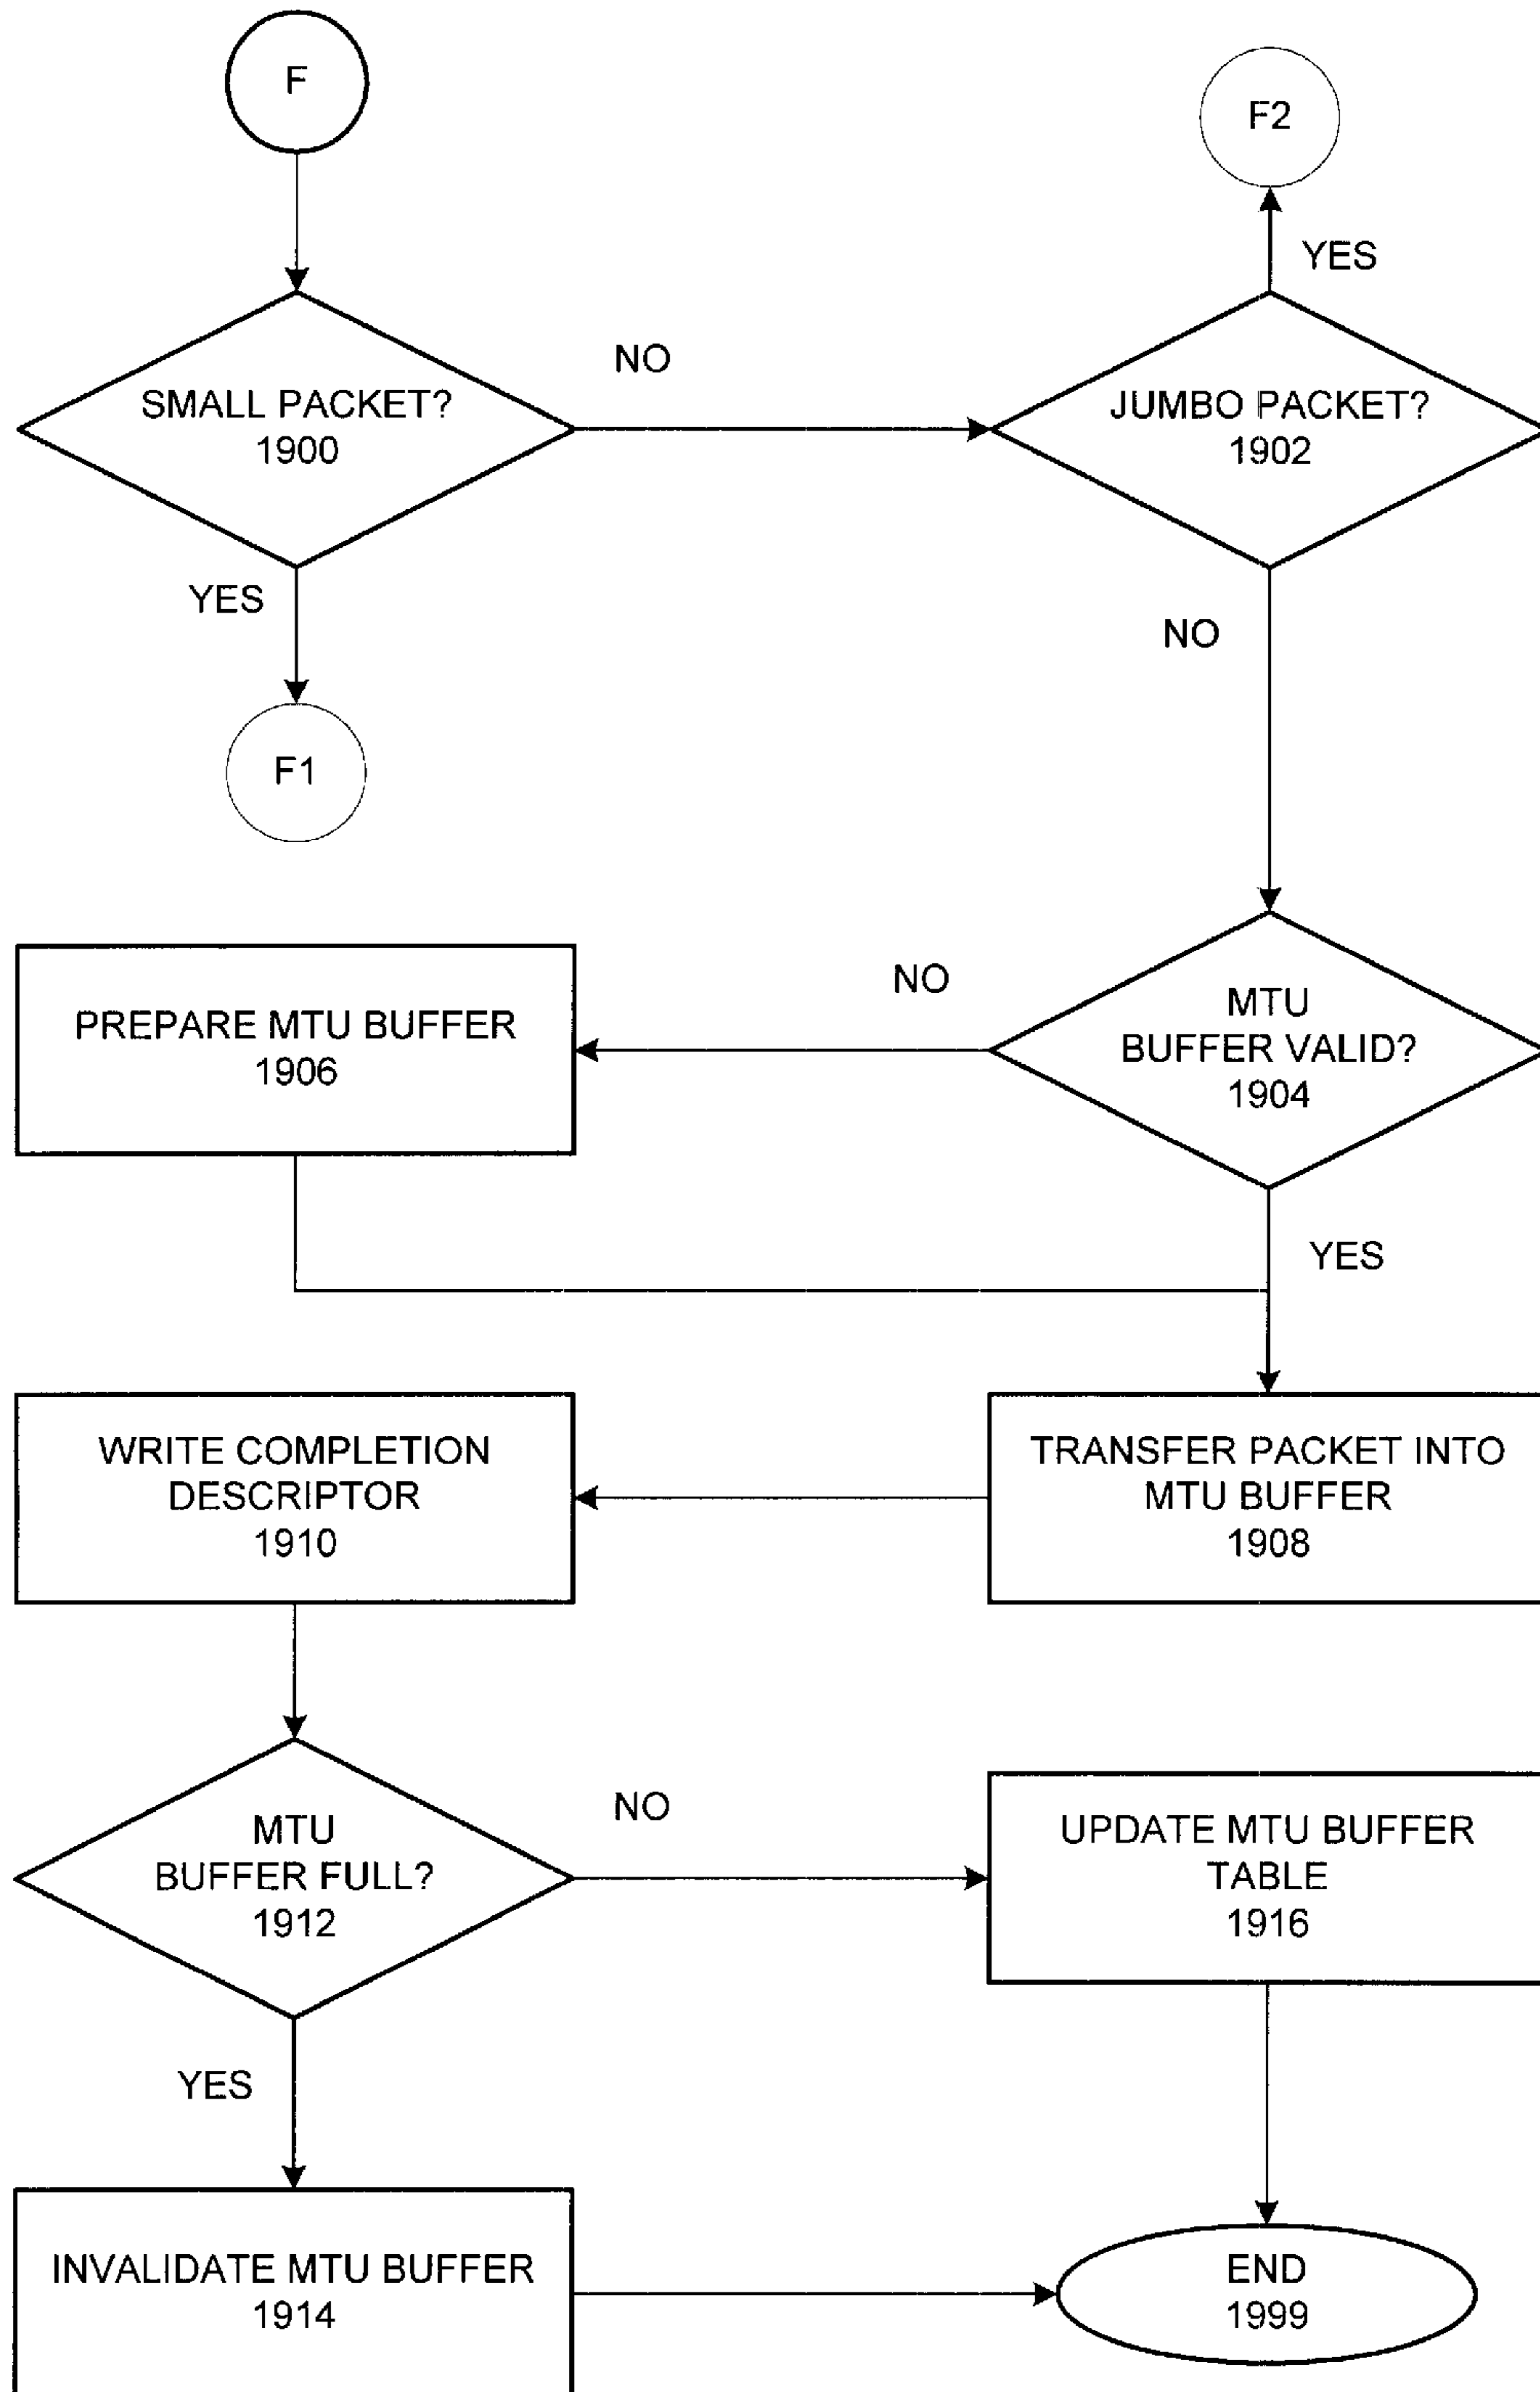 F
F2
YES
NO
SMALL PACKET?
1900
JUMBO PACKET?
1902
YES
NO
F1
NO
PREPARE MTU BUFFER
1906
MTU
BUFFER VALID?
1904
YES
WRITE COMPLETION
DESCRIPTOR
1910
TRANSFER PACKET INTO
MTU BUFFER
1908
NO
MTU
BUFFER FULL?
1912
UPDATE MTU BUFFER
TABLE
1916
YES
INVALIDATE MTU BUFFER
1914
END
1999